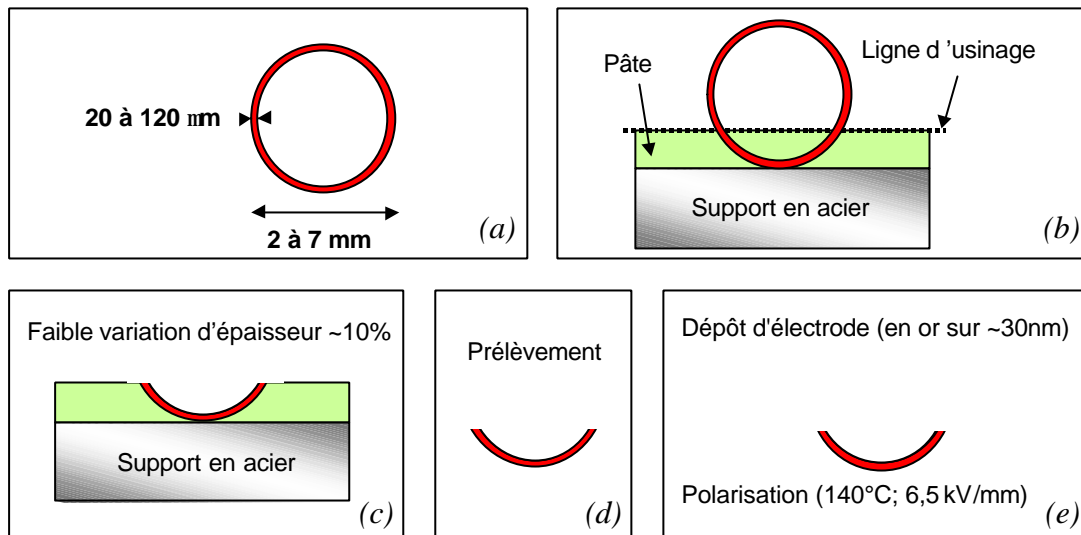 20 à 120 mm
2 à 7 mm
(a)
Pâte
Ligne d 'usinage
Support en acier
(b)
Faible variation d'épaisseur ~10%
Support en acier
(c)
Prélèvement
(d)
Dépôt d'électrode (en or sur ~30nm)
Polarisation (140°C; 6,5 kV/mm)
(e)